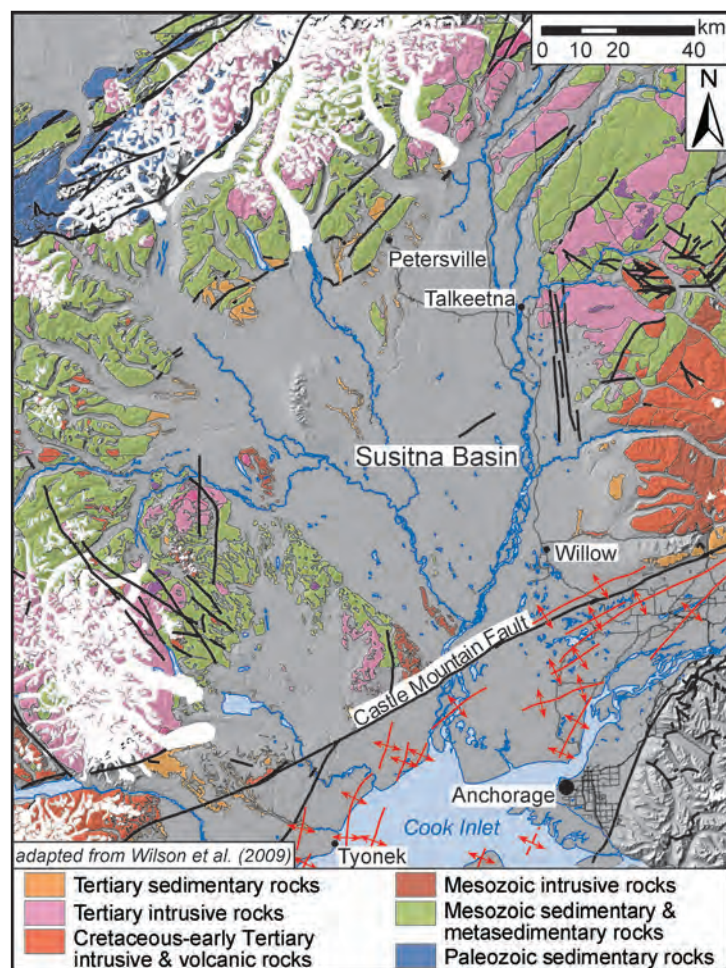 km
0 10 20 40
N
Petersville
Talkeetna
Susitna Basin
Willow
Castle Mountain Fault
Anchorage
Cook Inlet
adapted from Wilson et al. (2009)
Tyonek
Tertiary sedimentary rocks
Tertiary intrusive rocks
Cretaceous-early Tertiary
intrusive & volcanic rocks
Mesozoic intrusive rocks
Mesozoic sedimentary &
metasedimentary rocks
Paleozoic sedimentary rocks